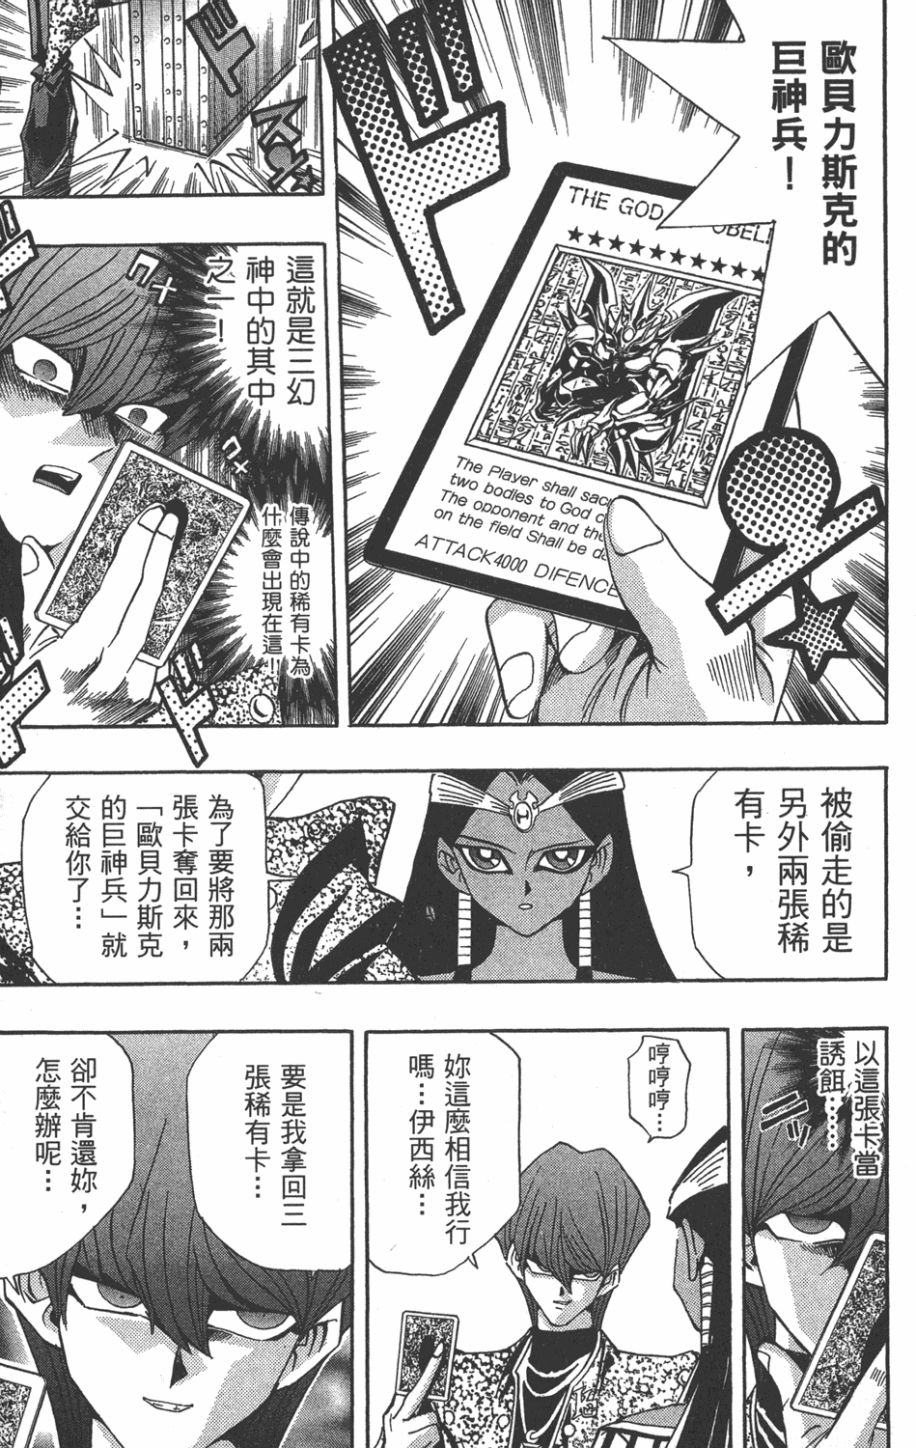 歐貝力斯克的
巨神兵！
THE GOD
OBEL
The Player shall sac
two bodies to God o
The opponent and the
on the field Shall be d
ATTACK4000 DIFENCE
ド
ド
這就是三幻
神中的其中
之一！
傳說中的稀有卡為
什麼會出現在這！
ド
ド
被偷走的是
另外兩張稀
有卡，
為了要將那兩
張卡奪回來，
「歐貝力斯克
的巨神兵」就
交給你了…
以這張卡當
誘餌……
哼哼哼…
妳這麼相信我行
嗎…伊西絲…
要是我拿回三
張稀有卡…
卻不肯還妳，
怎麼辦呢…